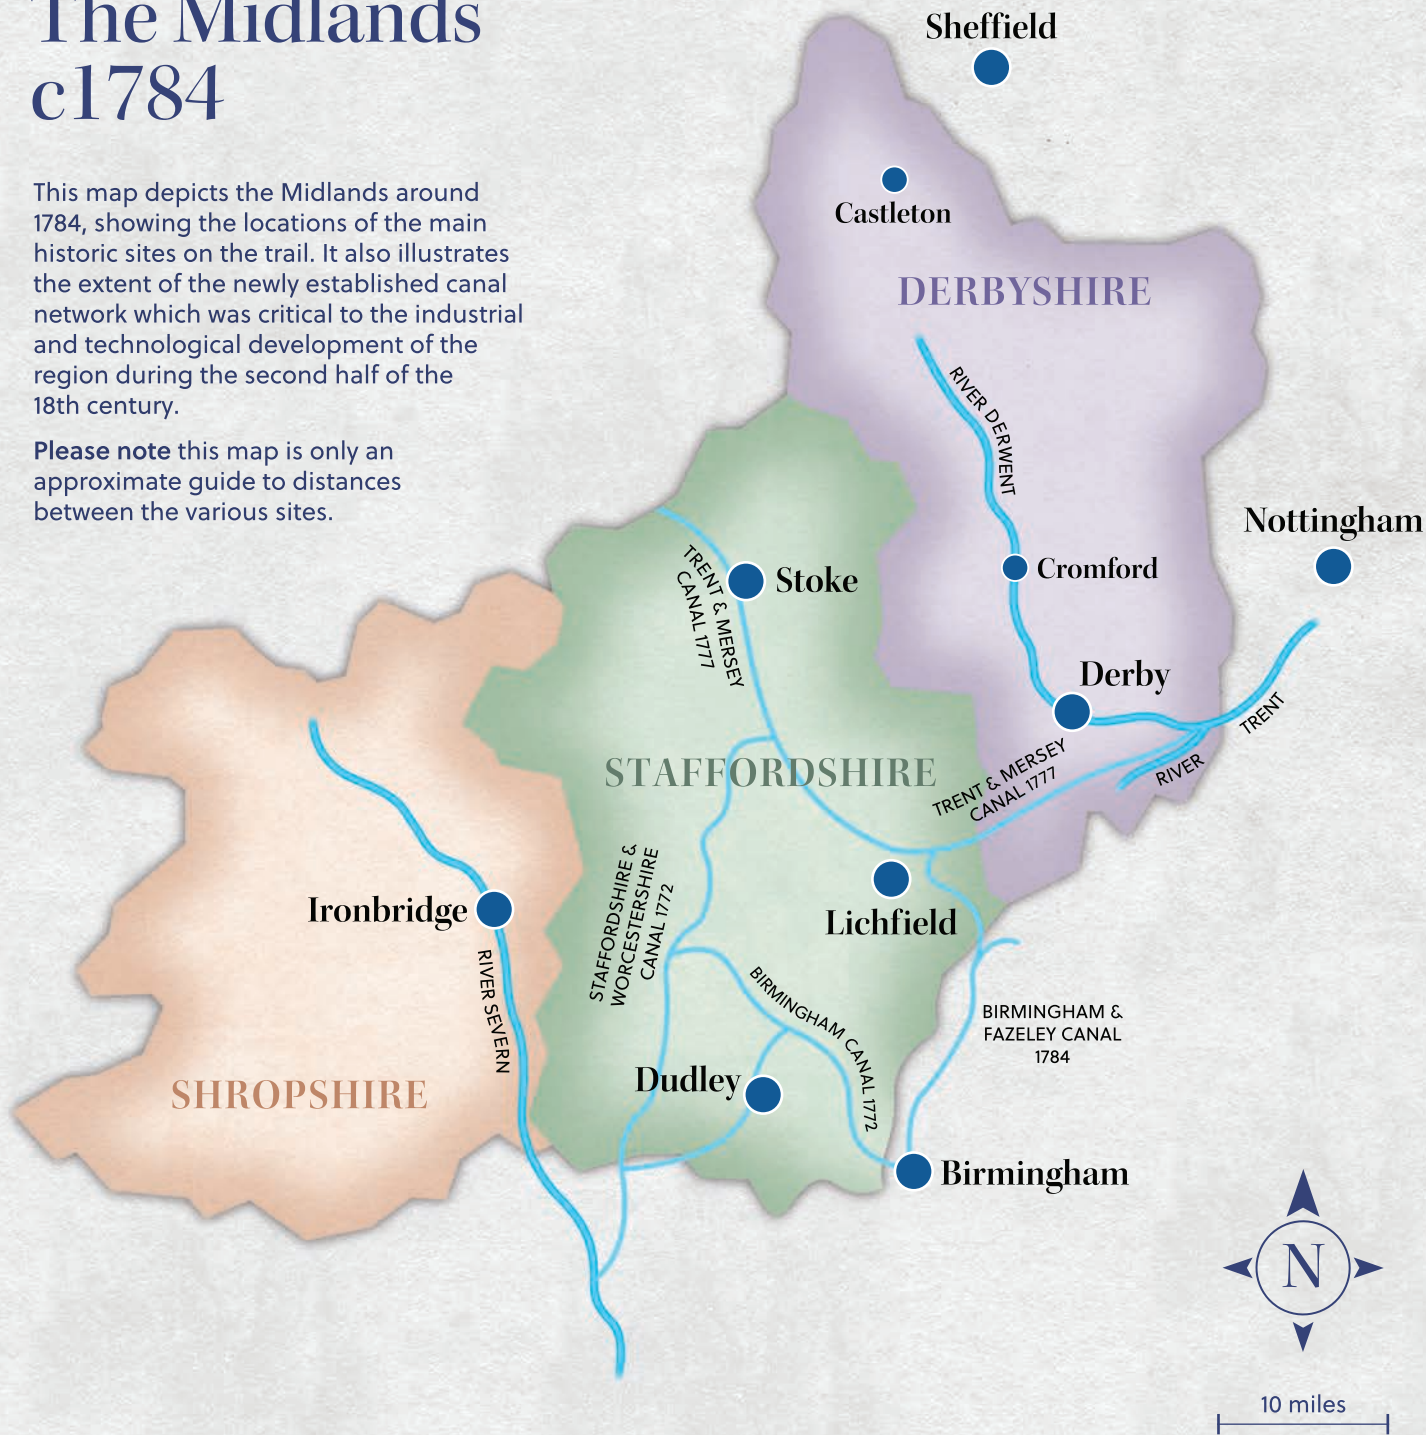 The Midlands
c1784
This map depicts the Midlands around
1784, showing the locations of the main
historic sites on the trail. It also illustrates
the extent of the newly established canal
network which was critical to the industrial
and technological development of the
region during the second half of the
18th century.
Please note this map is only an
approximate guide to distances
between the various sites.
Sheffield
Castleton
DERBYSHIRE
RIVER DERWENT
Nottingham
Cromford
Stoke
TRENT & MERSEY
CANAL 1777
Derby
TRENT
RIVER
STAFFORDSHIRE
TRENT & MERSEY
CANAL 1777
STAFFORDSHIRE &
WORCESTERSHIRE
CANAL 1772
Ironbridge
Lichfield
RIVER SEVERN
BIRMINGHAM CANAL 1772
BIRMINGHAM &
FAZELEY CANAL
1784
Dudley
SHROPSHIRE
Birmingham
N
10 miles